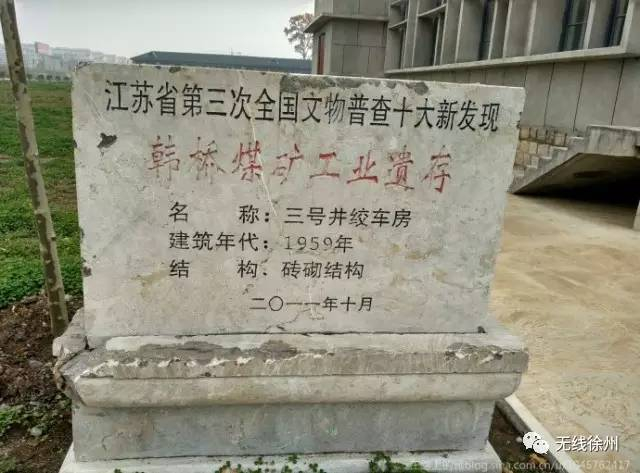 江苏省第三次全国文物普查十大新发现
韩桥煤矿工业遗存
名 称：三号井绞车房
建筑年代：1959年
结 构、砖砌结构
二〇一一年十月
无线徐州